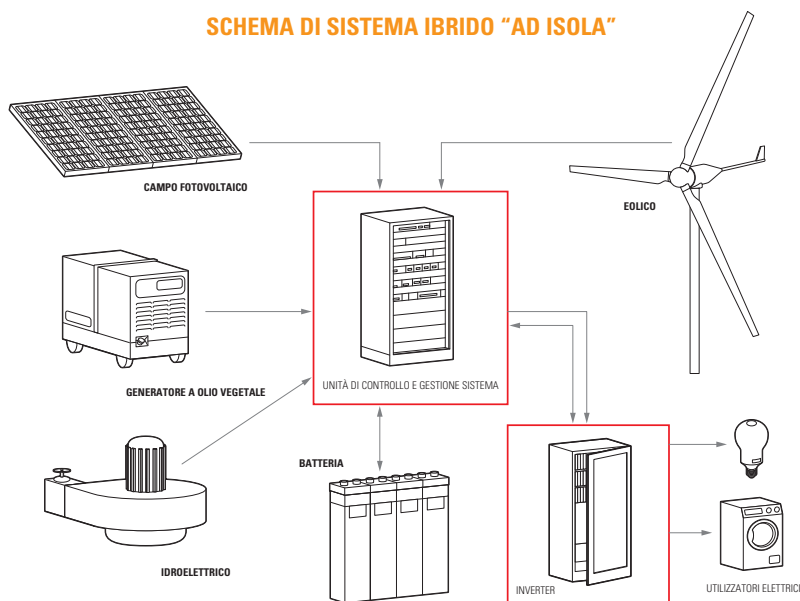 SCHEMA DI SISTEMA IBRIDO “AD ISOLA”
CAMPO FOTOVOLTAICO
EOLICO
GENERATORE A OLIO VEGETALE
UNITÀ DI CONTROLLO E GESTIONE SISTEMA
BATTERIA
IDROELETTRICO
INVERTER
UTILIZZATORI ELETTRICI